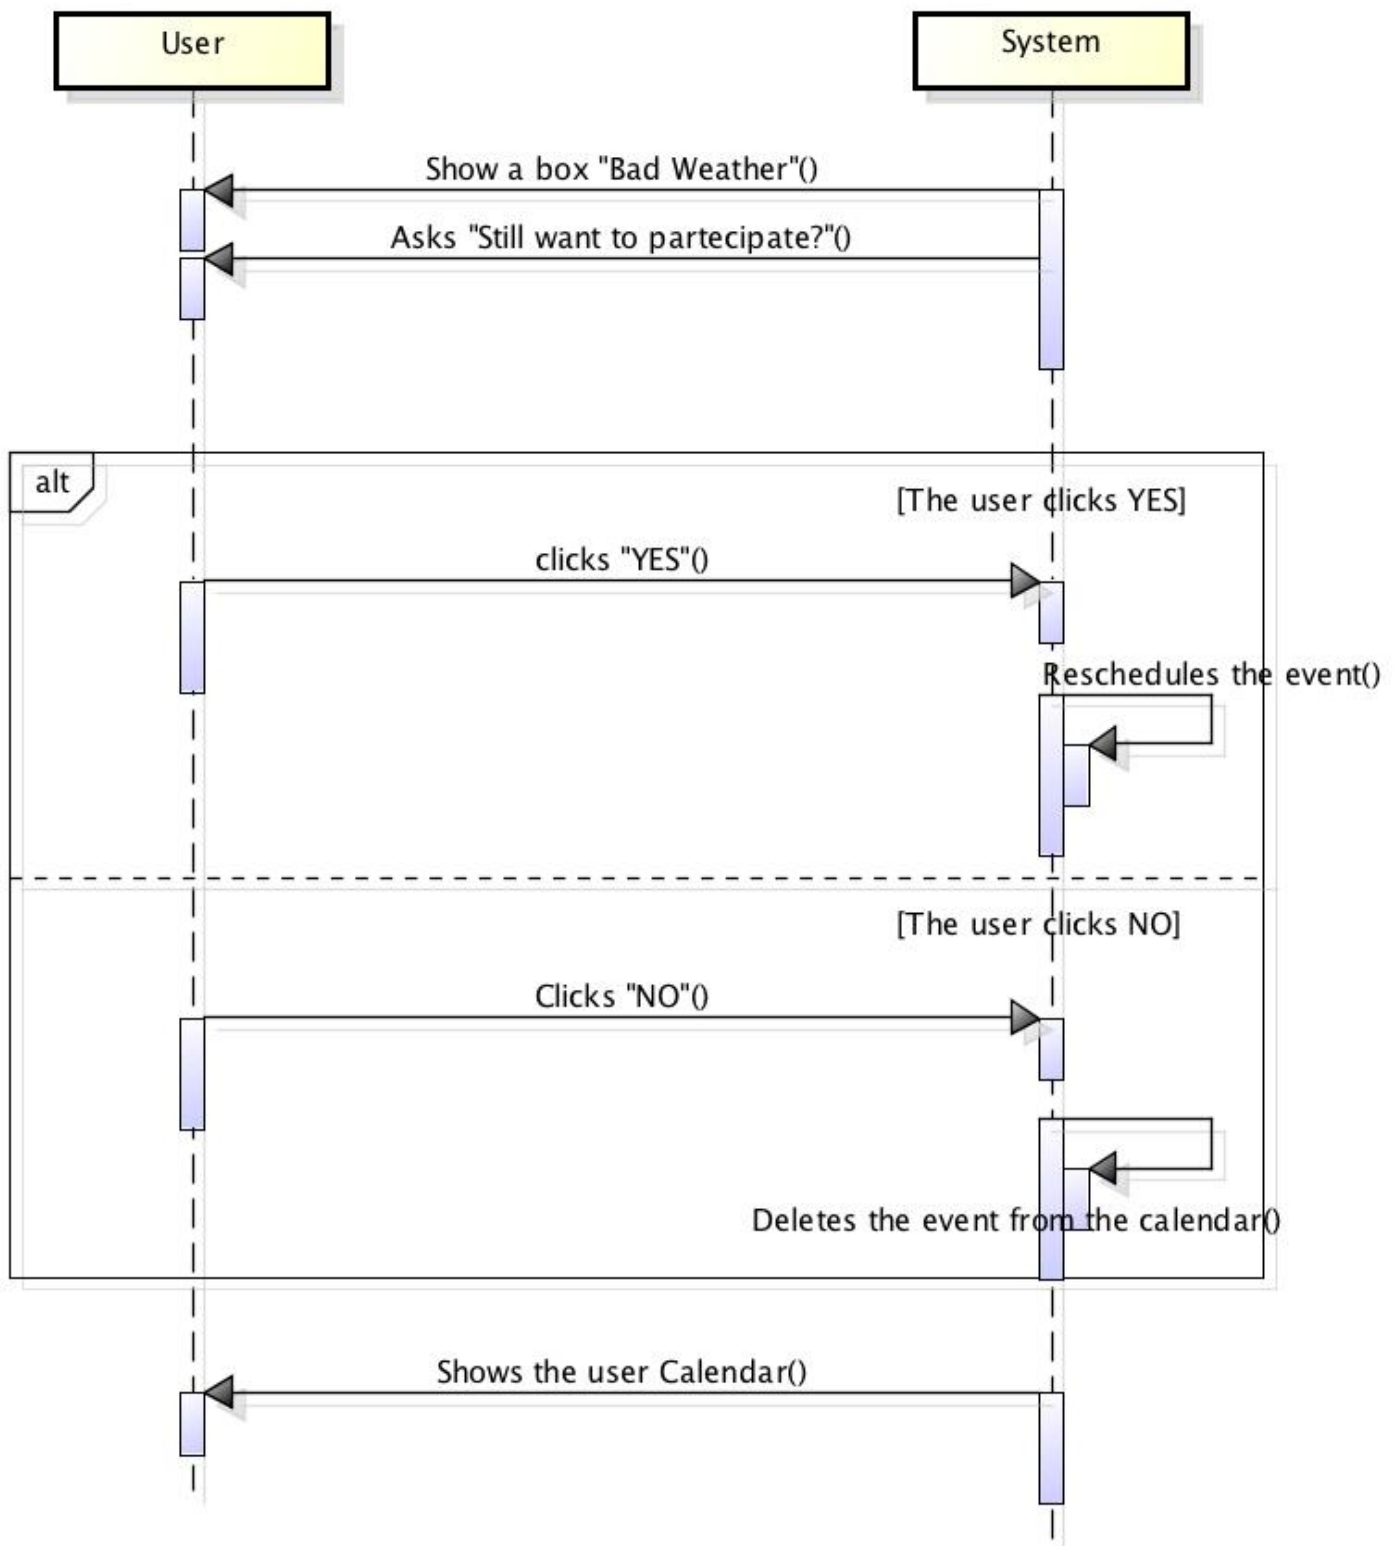 User
System
Show a box "Bad Weather"()
Asks "Still want to partecipate?"()
alt
[The user clicks YES]
clicks "YES"()
Reschedules the event()
[The user clicks NO]
Clicks "NO"()
Deletes the event from the calendar()
Shows the user Calendar()